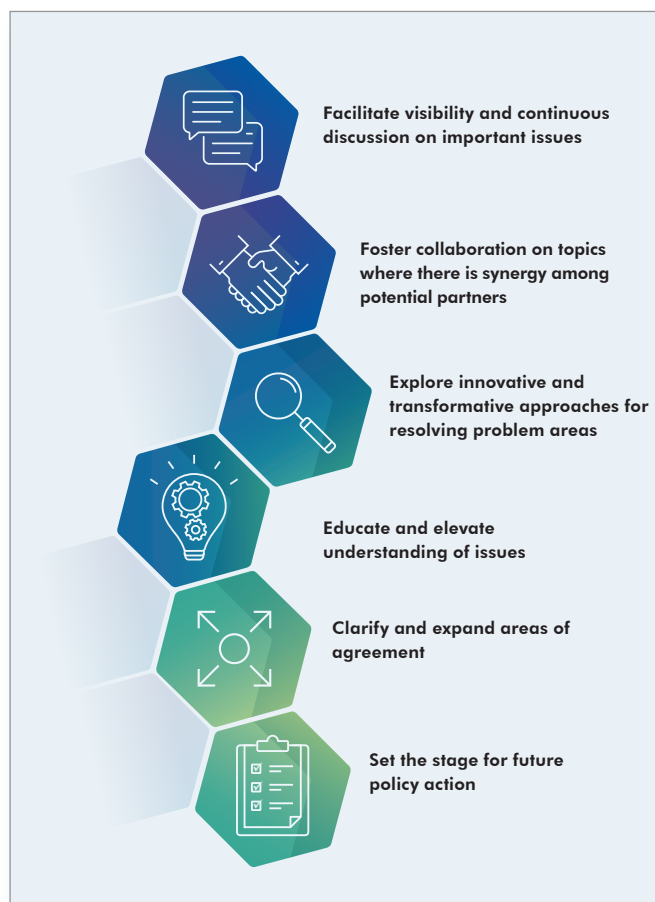 Facilitate visibility and continuous
discussion on important issues
Foster collaboration on topics
where there is synergy among
potential partners
Explore innovative and
transformative approaches for
resolving problem areas
Educate and elevate
understanding of issues
Clarify and expand areas of
agreement
Set the stage for future
policy action